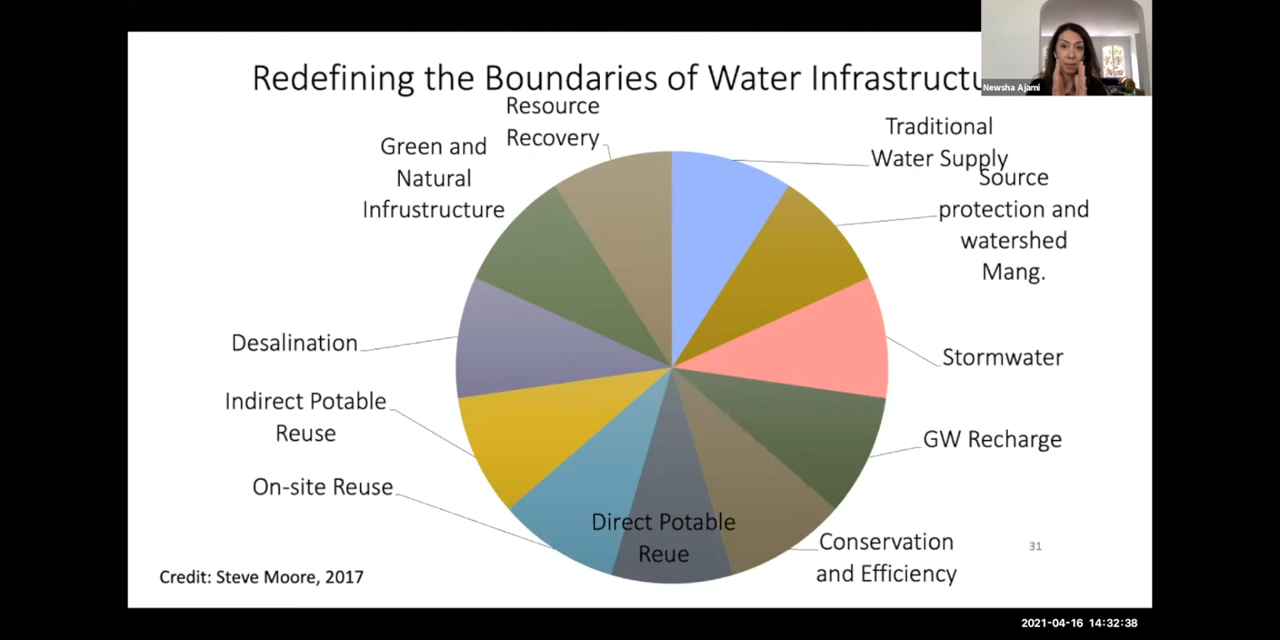 Redefining the Boundaries of Water Infrastructu
Newsha Ajami
Resource
Recovery
Traditional
Water Supply
Source
protection and
watershed
Mang.
Stormwater
GW Recharge
Conservation
and Efficiency
Direct Potable
Reue
On-site Reuse
Indirect Potable
Reuse
Desalination
Green and
Natural
Infrustructure
31
Credit: Steve Moore, 2017
2021-04-16 14:32:38